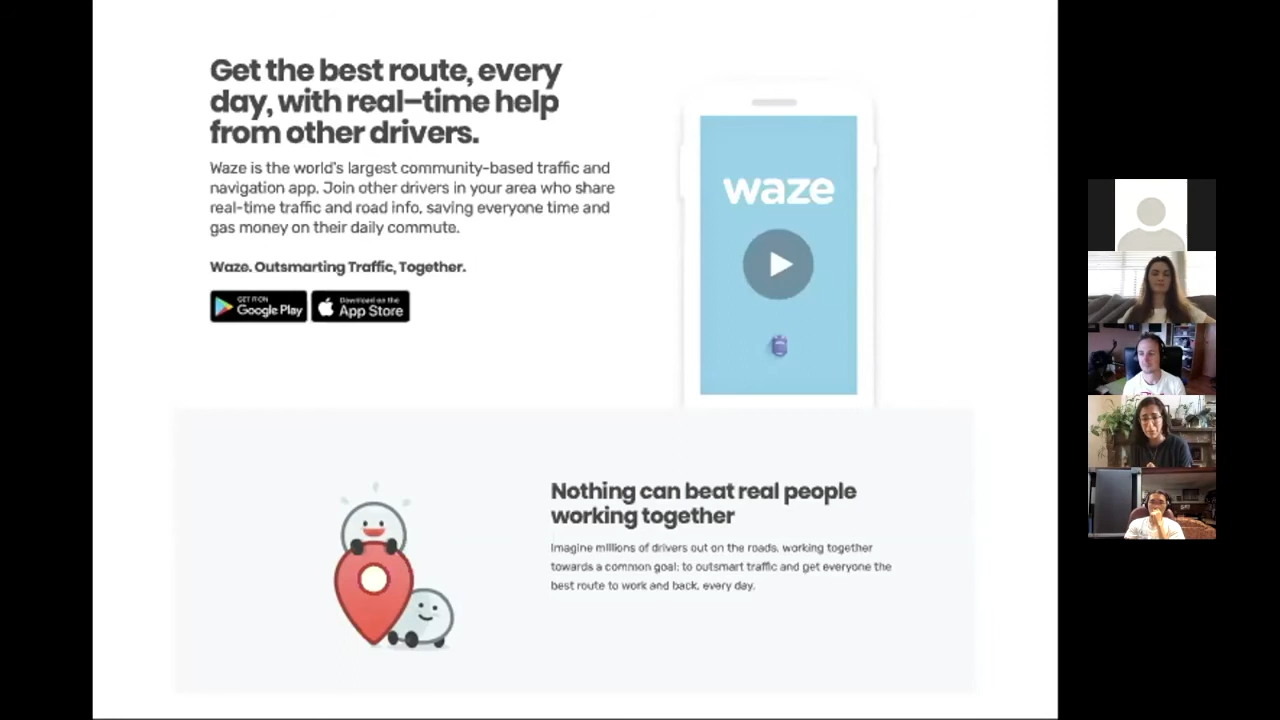 Get the best route, every
day, with real–time help
from other drivers.
Waze is the world's largest community-based traffic and
navigation app. Join other drivers in your area who share
real-time traffic and road info, saving everyone time and
gas money on their daily commute.
Waze. Outsmarting Traffic, Together.
GET IT ON
Google Play
Download on the
App Store
waze
Nothing can beat real people
working together
Imagine millions of drivers out on the roads, working together
towards a common goal: to outsmart traffic and get everyone the
best route to work and back, every day.